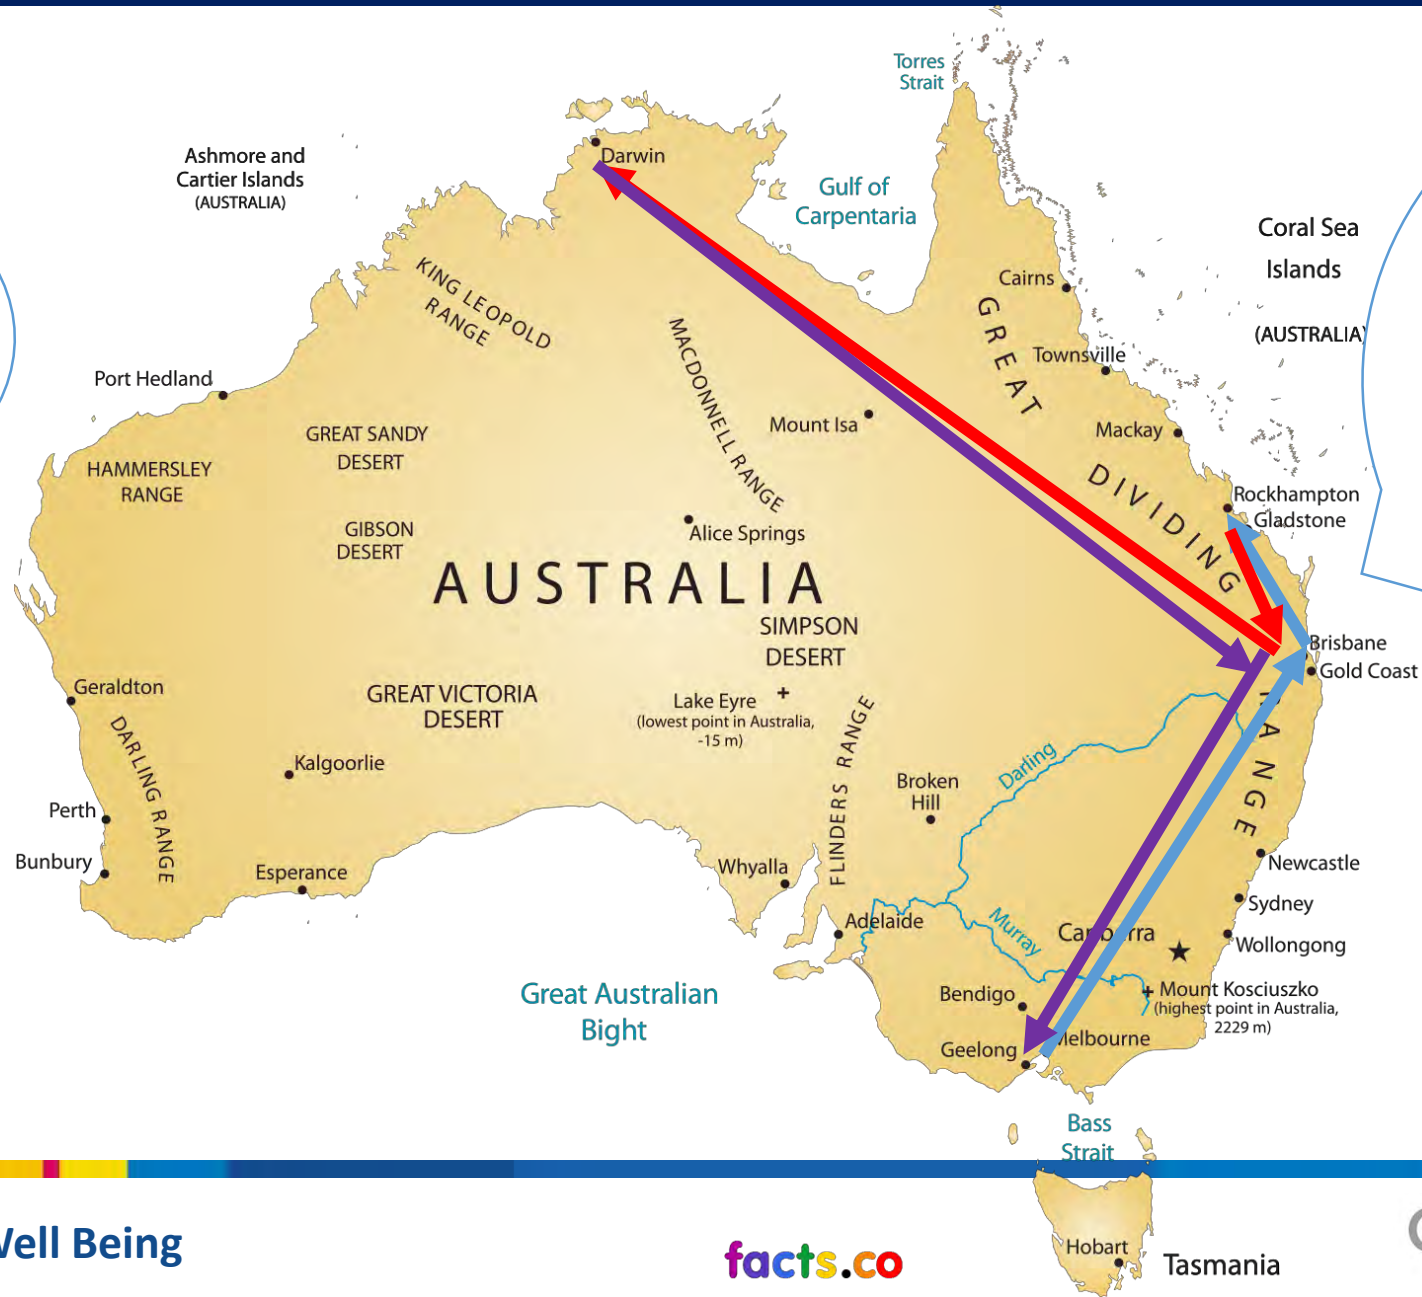 Torres
Strait
Ashmore and
Cartier Islands
(AUSTRALIA)
Darwin
Gulf of
Carpentaria
Coral Sea
Islands
(AUSTRALIA)
KING LEOPOLD
RANGE
Cairns
GREAT
DIVIDING
RANGE
Townsville
MACDONNELL RANGE
Port Hedland
Mount Isa
Mackay
GREAT SANDY
DESERT
HAMMERSLEY
RANGE
Rockhampton
Gladstone
GIBSON
DESERT
Alice Springs
AUSTRALIA
SIMPSON
DESERT
Brisbane
Gold Coast
Geraldton
GREAT VICTORIA
DESERT
Lake Eyre
(lowest point in Australia,
-15 m)
DARLING RANGE
FLINDERS RANGE
Darling
Kalgoorlie
Broken
Hill
Perth
Bunbury
Esperance
Whyalla
Newcastle
Sydney
Adelaide
Murray
Canberra
Wollongong
Great Australian
Bight
Bendigo
Mount Kosciuszko
(highest point in Australia,
2229 m)
Geelong
Melbourne
Bass
Strait
Well Being
facts.co
Hobart
Tasmania